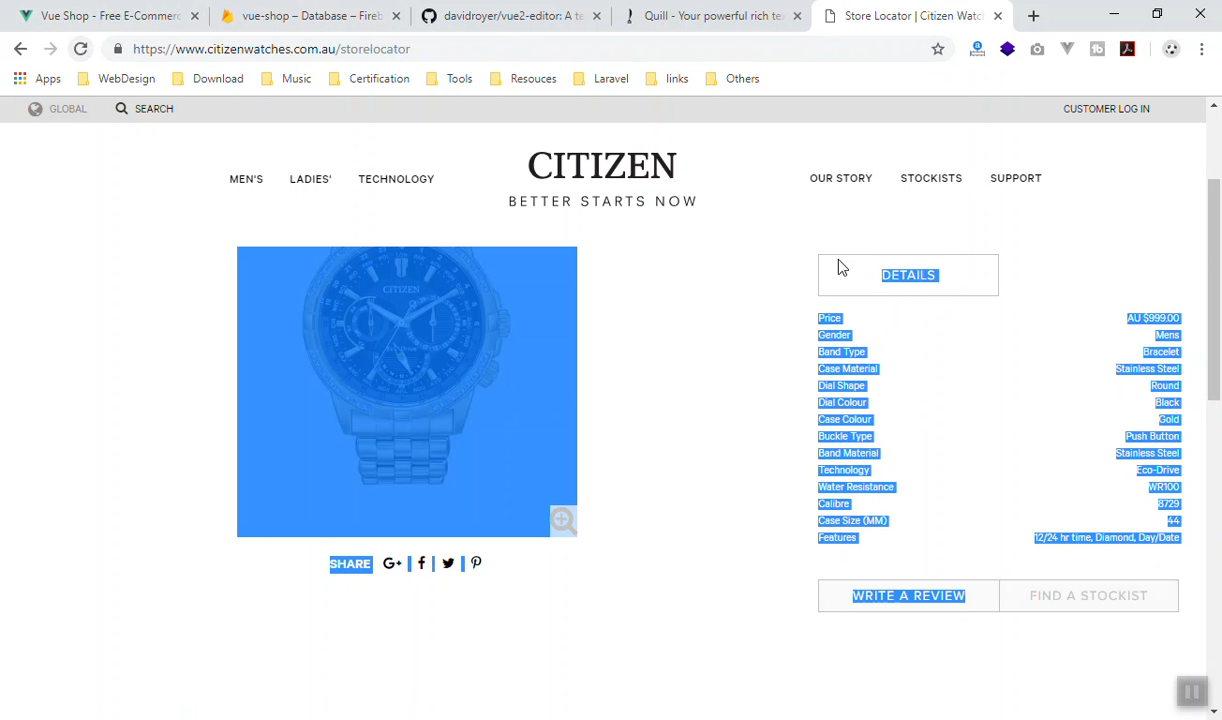 Vue Shop - Free E-Commerc
vue-shop – Database – Fireb
davidroyer/vue2-editor: A te
Quill - Your powerful rich te
Store Locator | Citizen Watc
https://www.citizenwatches.com.au/storelocator
Apps WebDesign Download Music Certification Tools Resouces Laravel links Others
GLOBAL SEARCH CUSTOMER LOG IN
MEN'S LADIES' TECHNOLOGY
CITIZEN
BETTER STARTS NOW
OUR STORY STOCKISTS SUPPORT
CITIZEN
DETAILS
Price AU $999.00
Gender Mens
Band Type Bracelet
Case Material Stainless Steel
Dial Shape Round
Dial Colour Black
Case Colour Gold
Buckle Type Push Button
Band Material Stainless Steel
Technology Eco-Drive
Water Resistance WR100
Calibre 8729
Case Size (MM) 44
Features 12/24 hr time, Diamond, Day/Date
SHARE G+ f
WRITE A REVIEW FIND A STOCKIST